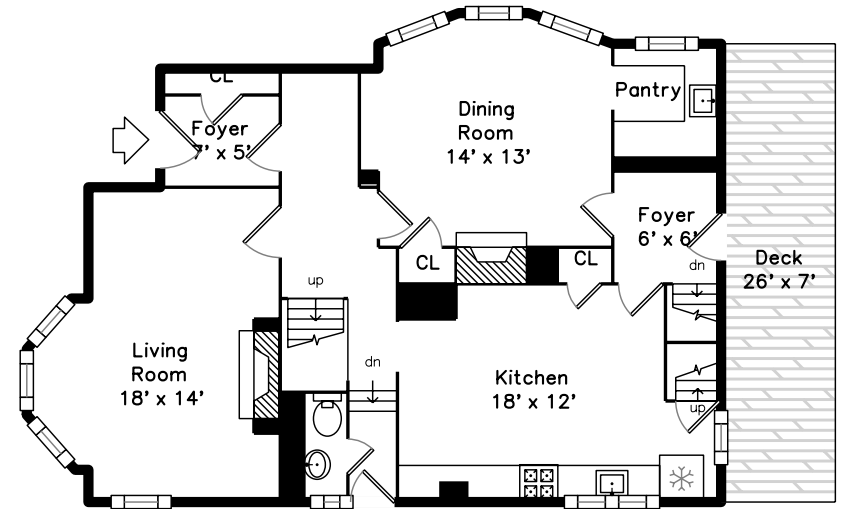 CL
Foyer
7' x 5'
Dining
Room
14' x 13'
Pantry
Foyer
6' x 6'
dn
Deck
26' x 7'
CL
CL
up
Living
Room
18' x 14'
dn
Kitchen
18' x 12'
up